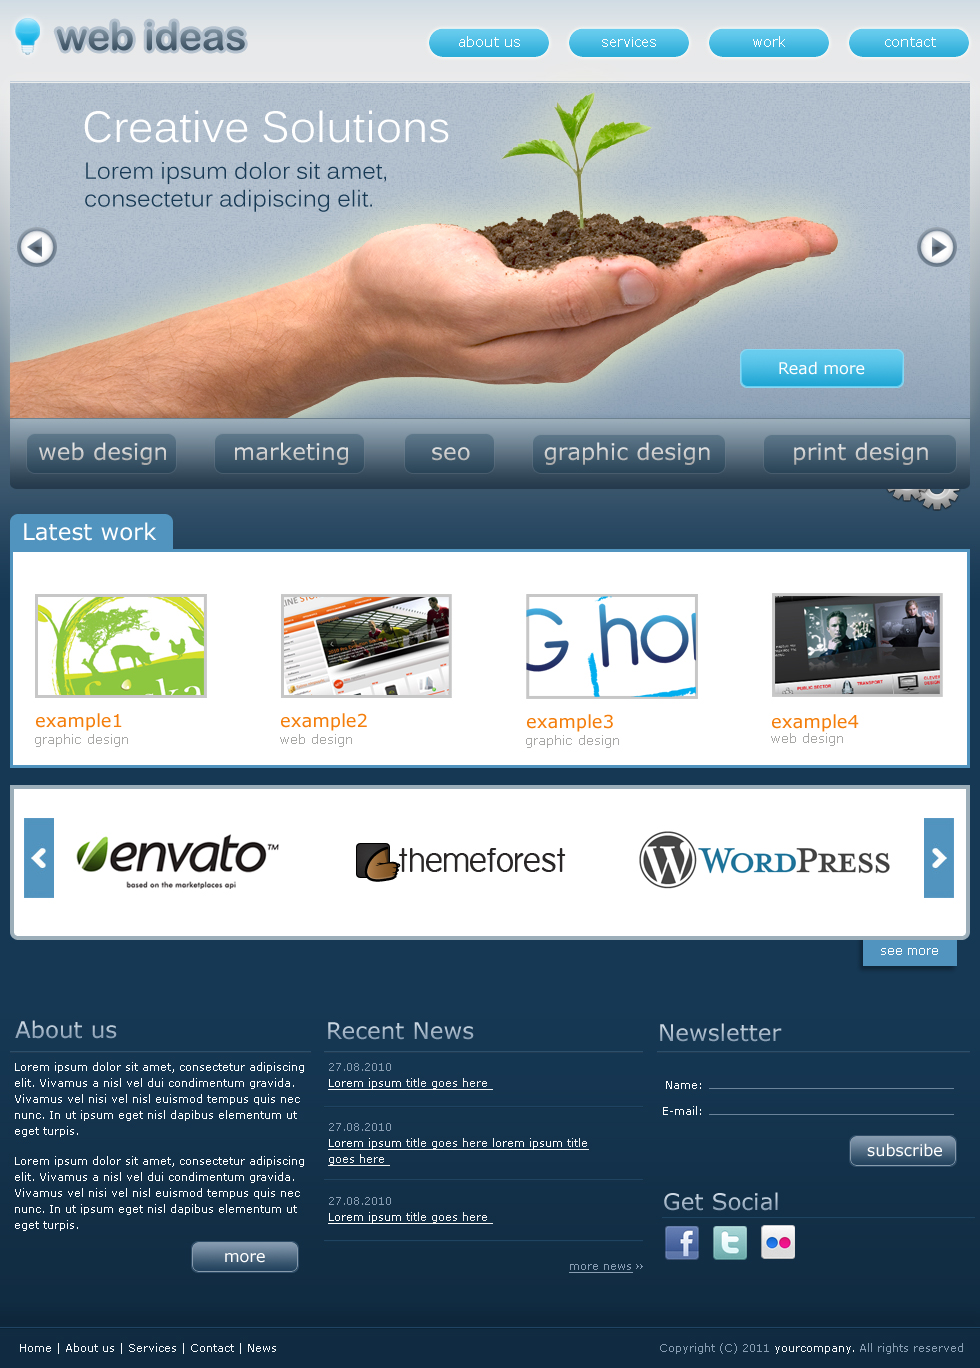 web ideas
about us
services
work
contact
Creative Solutions
Lorem ipsum dolor sit amet,
consectetur adipiscing elit.
Read more
web design
marketing
seo
graphic design
print design
Latest work
G hor
PUBLIC SECTOR
TRANSPORT
example1
graphic design
example2
web design
example3
graphic design
example4
web design
envato™
based on the marketplaces api
themeforest
WORDPRESS
see more
About us
Lorem ipsum dolor sit amet, consectetur adipiscing
elit. Vivamus a nisl vel dui condimentum gravida.
Vivamus vel nisi vel nisl euismod tempus quis nec
nunc. In ut ipsum eget nisl dapibus elementum ut
eget turpis.
Lorem ipsum dolor sit amet, consectetur adipiscing
elit. Vivamus a nisl vel dui condimentum gravida.
Vivamus vel nisi vel nisl euismod tempus quis nec
nunc. In ut ipsum eget nisl dapibus elementum ut
eget turpis.
more
Recent News
27.08.2010
Lorem ipsum title goes here
27.08.2010
Lorem ipsum title goes here lorem ipsum title
goes here
27.08.2010
Lorem ipsum title goes here
more news ››
Newsletter
Name:
E-mail:
subscribe
Get Social
f
t
Home | About us | Services | Contact | News
Copyright (C) 2011 yourcompany. All rights reserved